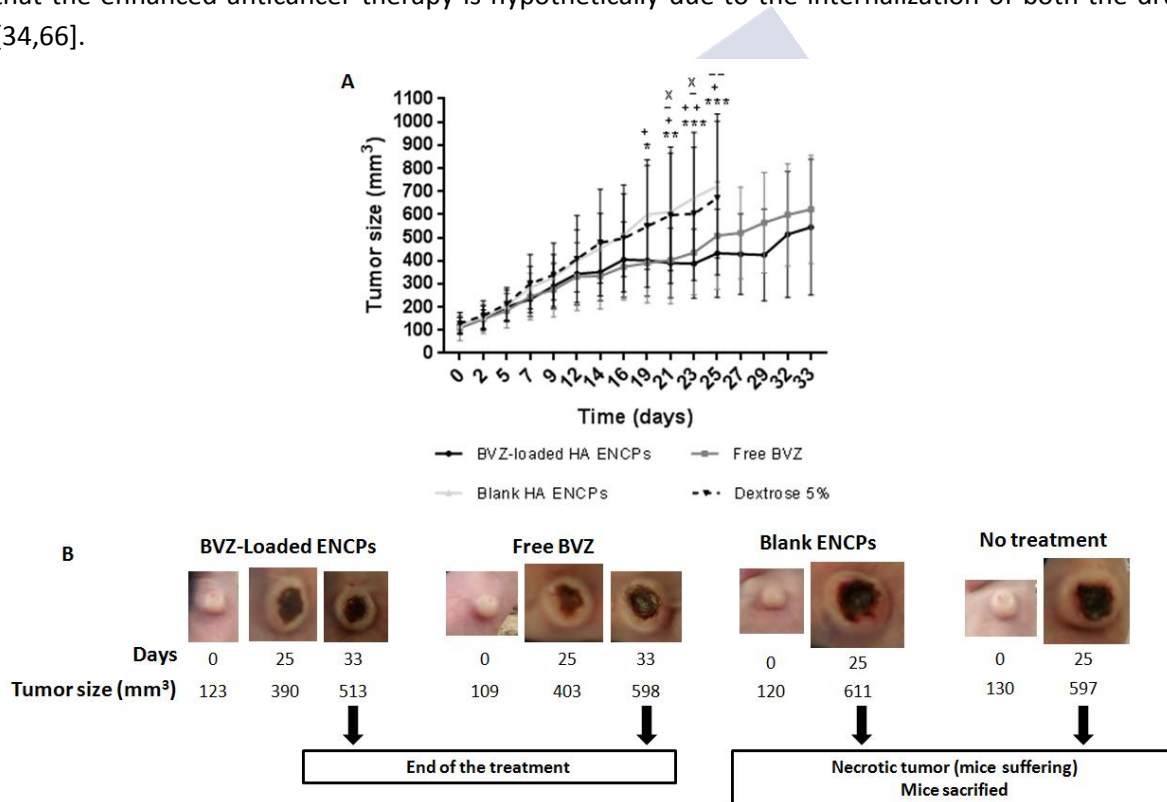 that the enhanced anticancer therapy is hypothetically due to the internalization of both the
[34,66].
A
1100
1000
900
800
700
600
500
400
300
200
100
0
Tumor size (mm³)
+
*
X
–
+
**
X
–
++
***
––
+
***
0 2 5 7 9 12 14 16 19 21 23 25 27 29 32 33
Time (days)
BVZ-loaded HA ENCPs Free BVZ
Blank HA ENCPs Dextrose 5%
B
BVZ-Loaded ENCPs Free BVZ Blank ENCPs No treatment
Days 0 25 33 0 25 33 0 25 0 25
Tumor size (mm³) 123 390 513 109 403 598 120 611 130 597
End of the treatment
Necrotic tumor (mice suffering)
Mice sacrified